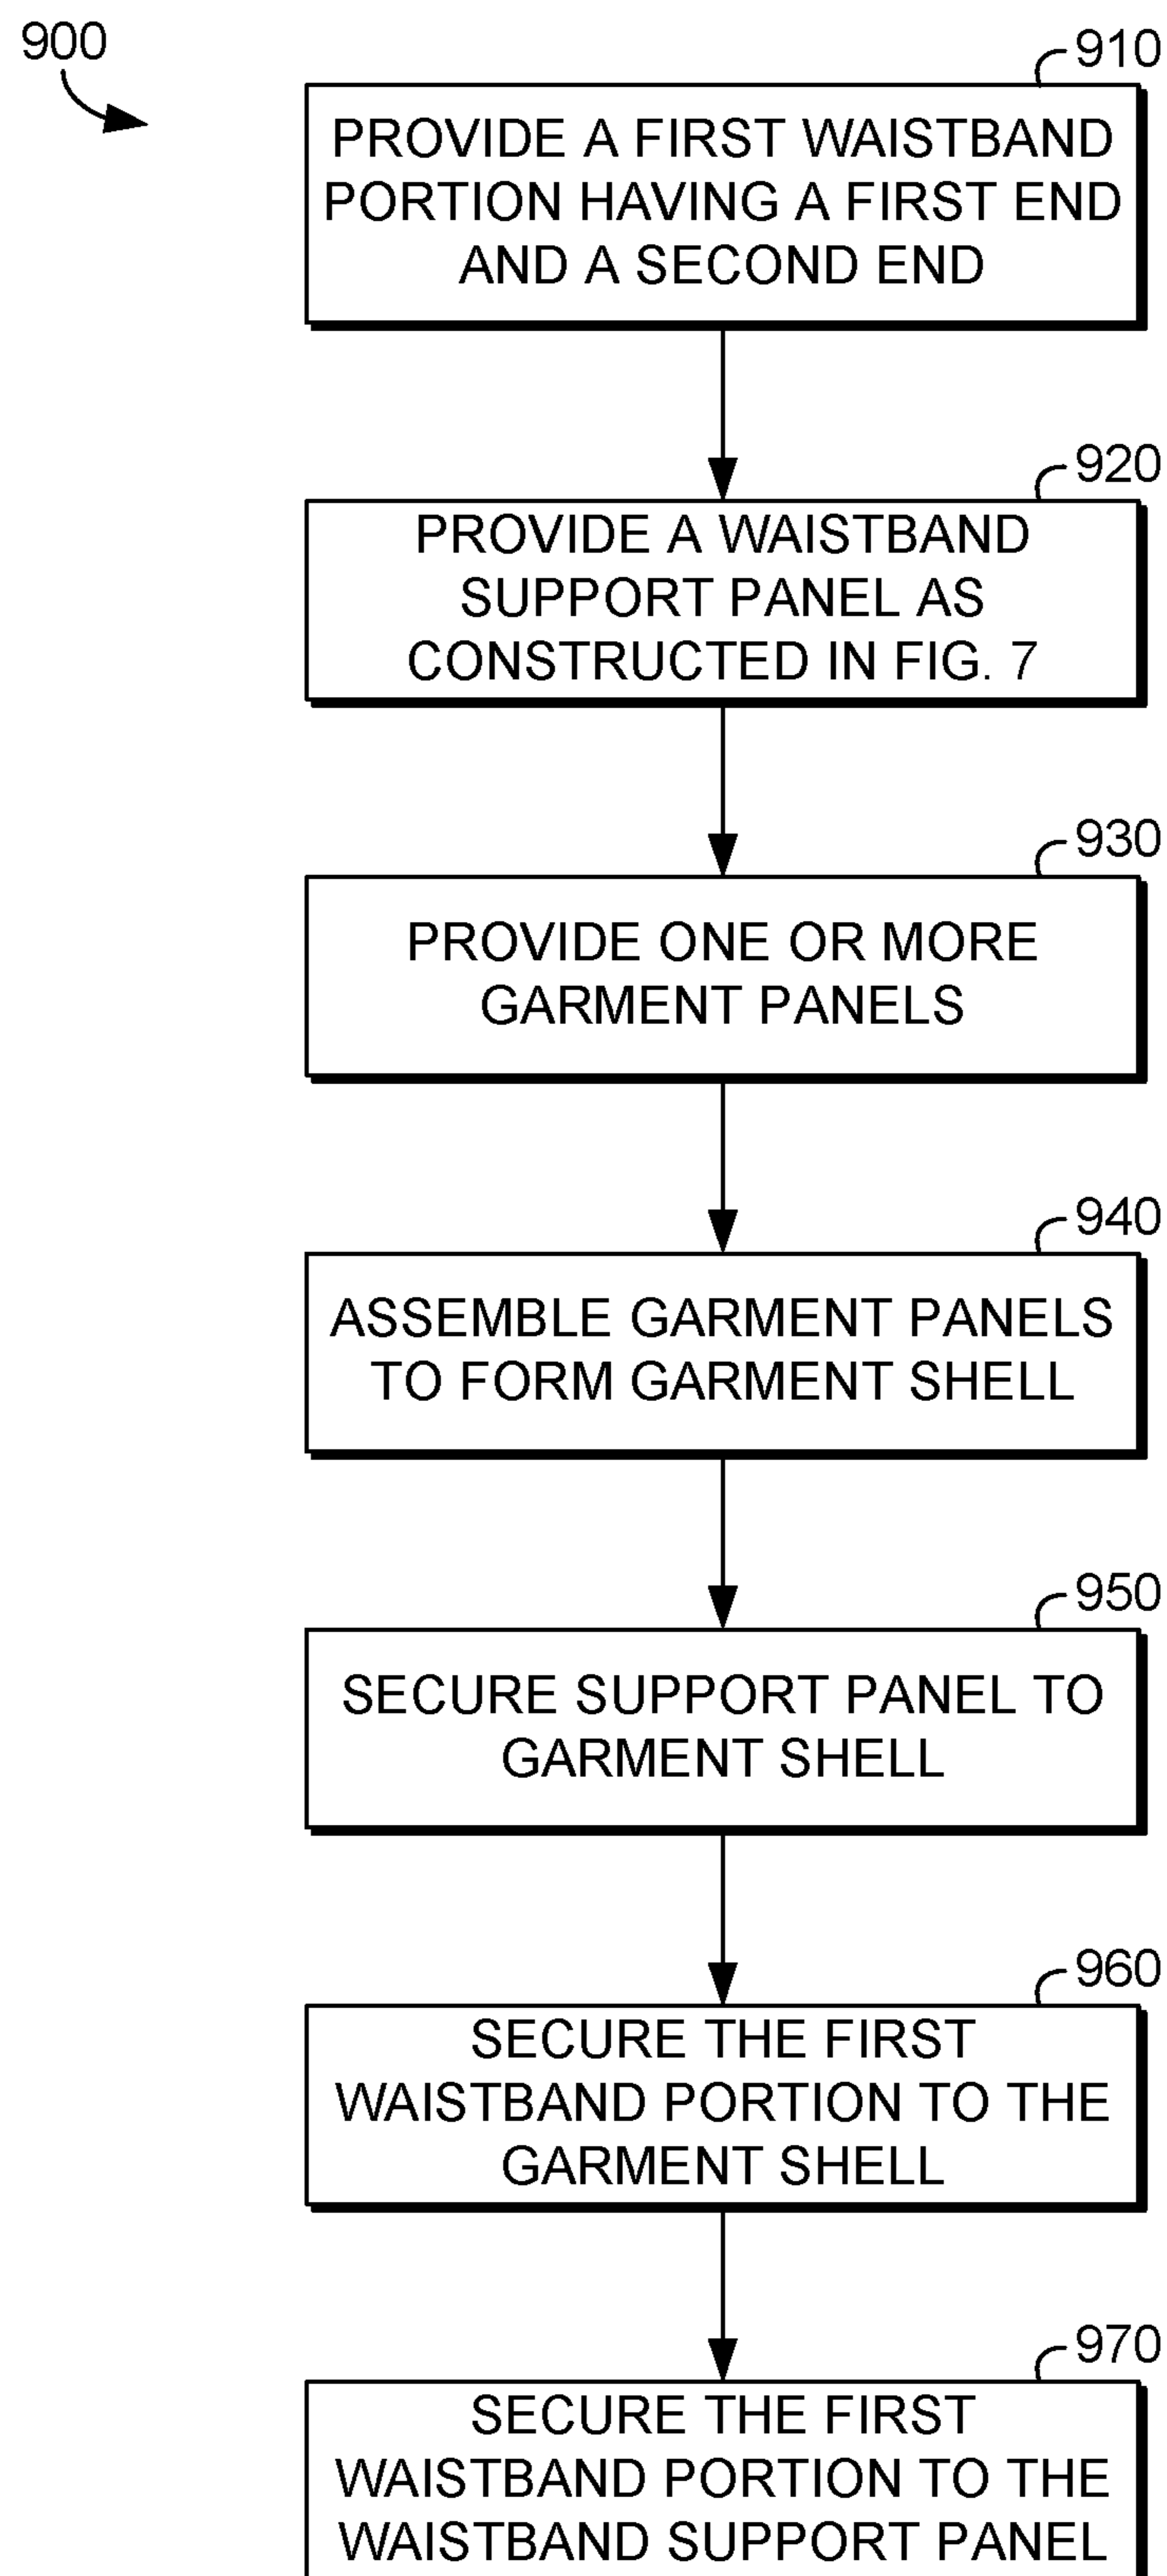 900
910
PROVIDE A FIRST WAISTBAND
PORTION HAVING A FIRST END
AND A SECOND END
920
PROVIDE A WAISTBAND
SUPPORT PANEL AS
CONSTRUCTED IN FIG. 7
930
PROVIDE ONE OR MORE
GARMENT PANELS
940
ASSEMBLE GARMENT PANELS
TO FORM GARMENT SHELL
950
SECURE SUPPORT PANEL TO
GARMENT SHELL
960
SECURE THE FIRST
WAISTBAND PORTION TO THE
GARMENT SHELL
970
SECURE THE FIRST
WAISTBAND PORTION TO THE
WAISTBAND SUPPORT PANEL